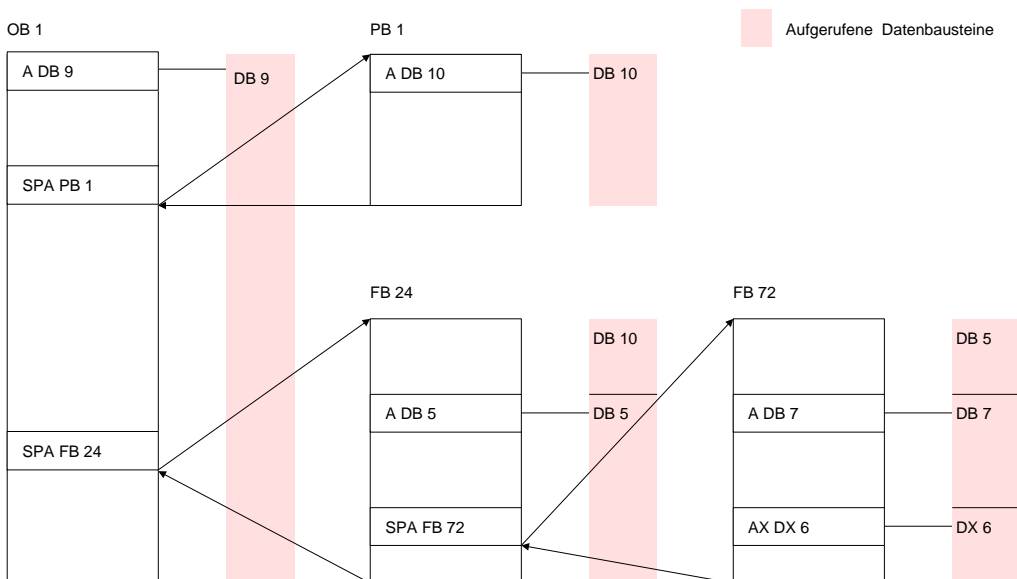 OB 1
PB 1
Aufgerufene Datenbausteine
A DB 9
DB 9
A DB 10
DB 10
SPA PB 1
FB 24
FB 72
DB 10
DB 5
A DB 5
DB 5
A DB 7
DB 7
SPA FB 24
SPA FB 72
AX DX 6
DX 6